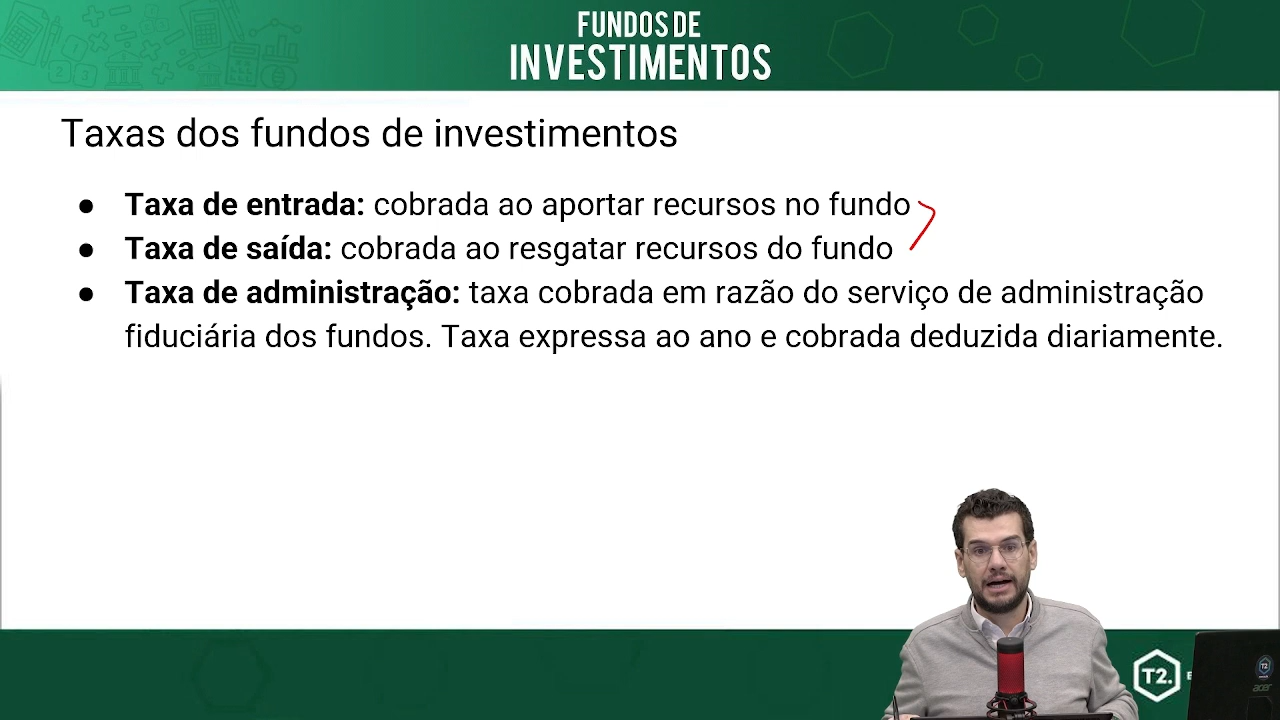 FUNDOS DE
INVESTIMENTOS
Taxas dos fundos de investimentos
● Taxa de entrada: cobrada ao aportar recursos no fundo
● Taxa de saída: cobrada ao resgatar recursos do fundo
● Taxa de administração: taxa cobrada em razão do serviço de administração
fiduciária dos fundos. Taxa expressa ao ano e cobrada deduzida diariamente.
T2.
E
T2
acer